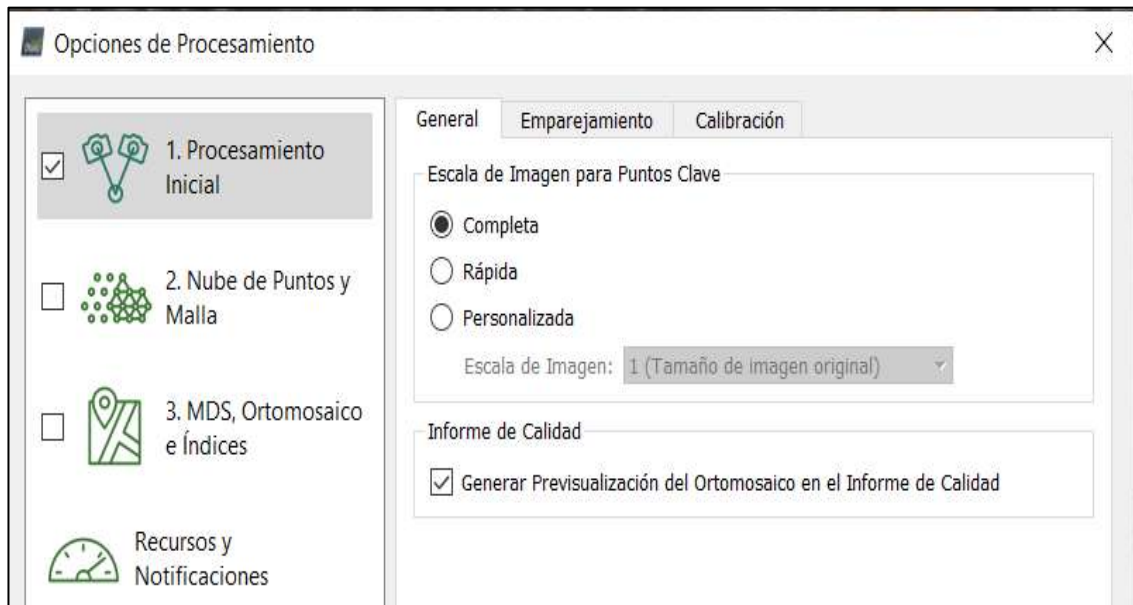 Opciones de Procesamiento
1. Procesamiento
Inicial
2. Nube de Puntos y
Malla
3. MDS, Ortomosaico
e Índices
Recursos y
Notificaciones
General
Emparejamiento
Calibración
Escala de Imagen para Puntos Clave
Completa
Rápida
Personalizada
Escala de Imagen: 1 (Tamaño de imagen original)
Informe de Calidad
Generar Previsualización del Ortomosaico en el Informe de Calidad